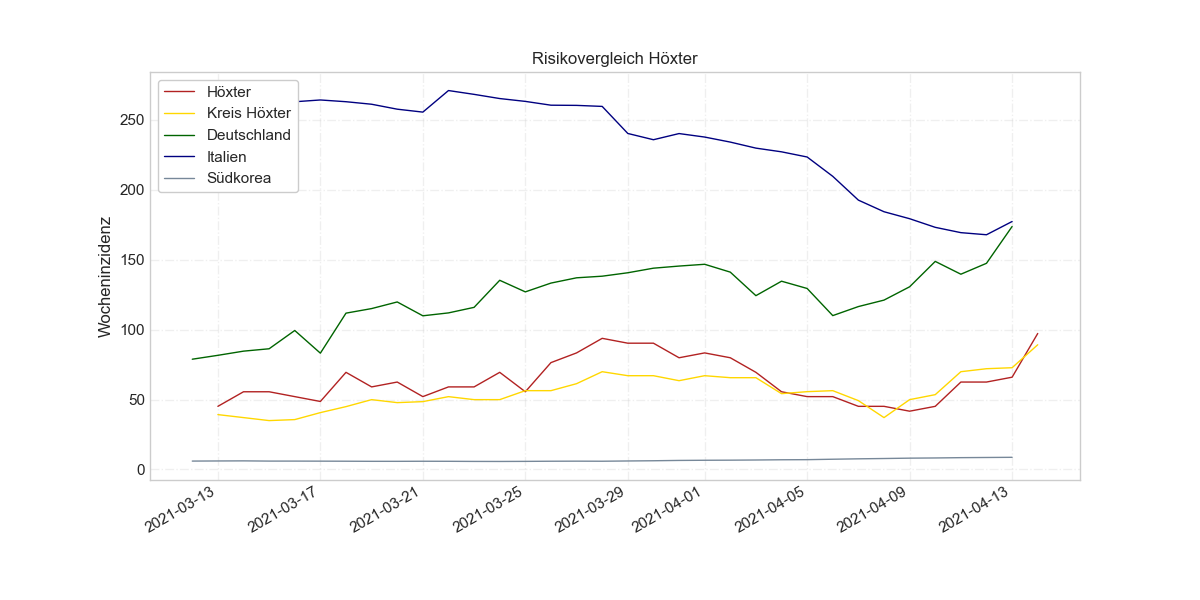 Risikovergleich Höxter
Höxter
Kreis Höxter
Deutschland
Italien
Südkorea
Wocheninzidenz
250
200
150
100
50
0
2021-03-13
2021-03-17
2021-03-21
2021-03-25
2021-03-29
2021-04-01
2021-04-05
2021-04-09
2021-04-13